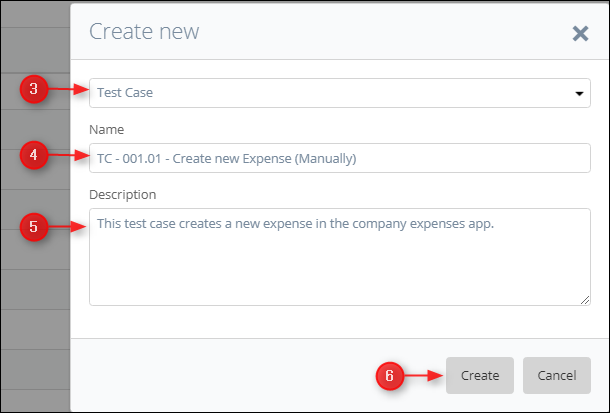 Create new
3
Test Case
Name
4
TC - 001.01 - Create new Expense (Manually)
Description
5
This test case creates a new expense in the company expenses app.
6
Create
Cancel